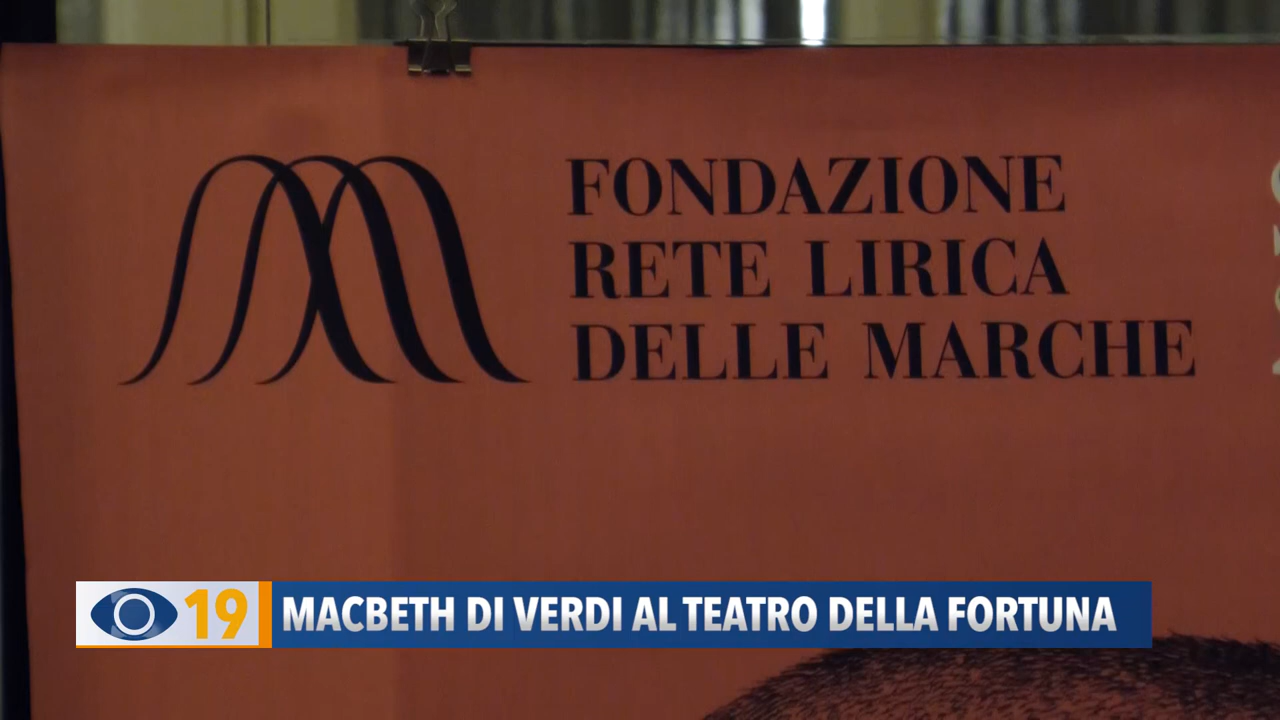 FONDAZIONE
RETE LIRICA
DELLE MARCHE
19 MACBETH DI VERDI AL TEATRO DELLA FORTUNA